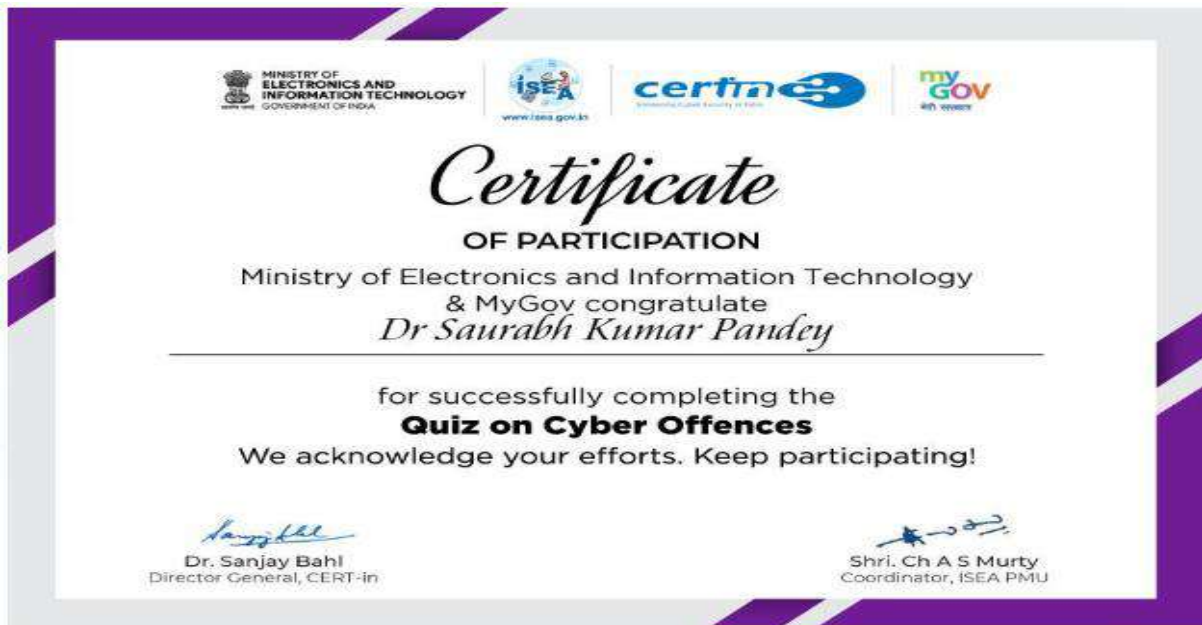 MINISTRY OF
ELECTRONICS AND
INFORMATION TECHNOLOGY
GOVERNMENT OF INDIA
iSEA
www.isea.gov.in
certin
my
GOV
मेरी सरकार
Certificate
OF PARTICIPATION
Ministry of Electronics and Information Technology
& MyGov congratulate
Dr Saurabh Kumar Pandey
for successfully completing the
Quiz on Cyber Offences
We acknowledge your efforts. Keep participating!
Dr. Sanjay Bahl
Director General, CERT-in
Shri. Ch A S Murty
Coordinator, ISEA PMU